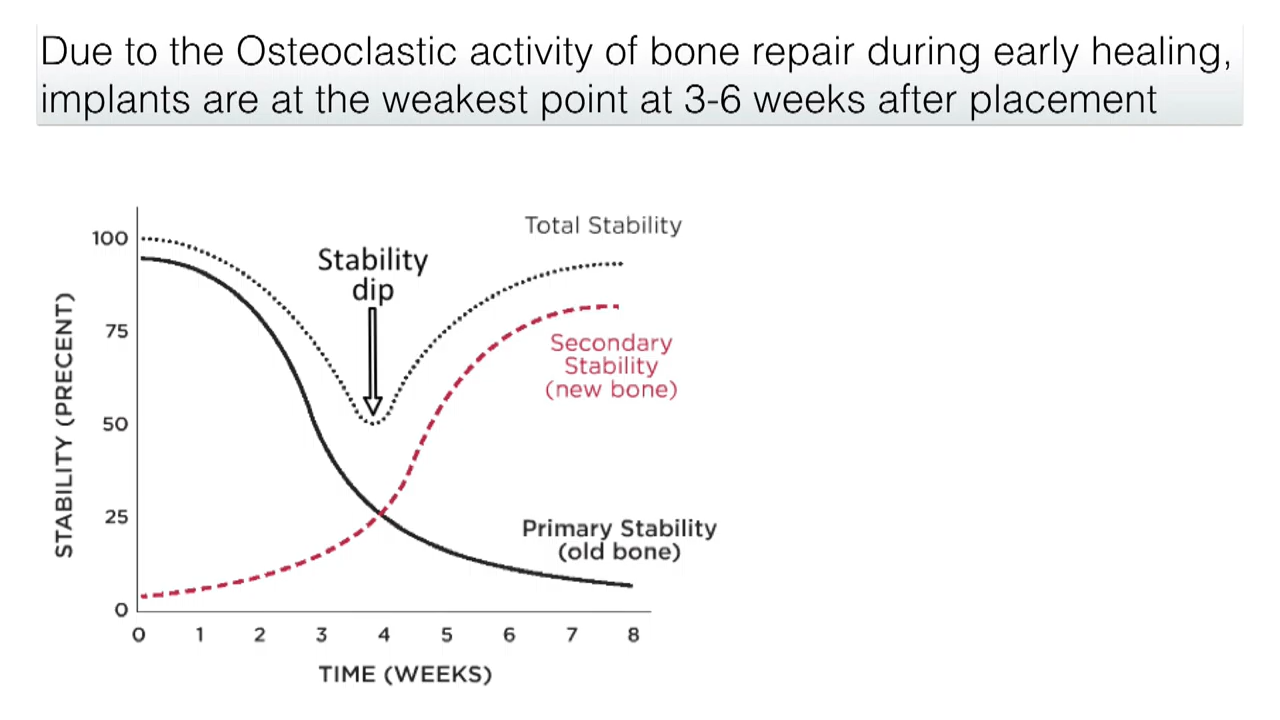 Due to the Osteoclastic activity of bone repair during early healing,
implants are at the weakest point at 3-6 weeks after placement
Total Stability
Stability
dip
Secondary
Stability
(new bone)
Primary Stability
(old bone)
STABILITY (PRECENT)
100
75
50
25
0
0 1 2 3 4 5 6 7 8
TIME (WEEKS)